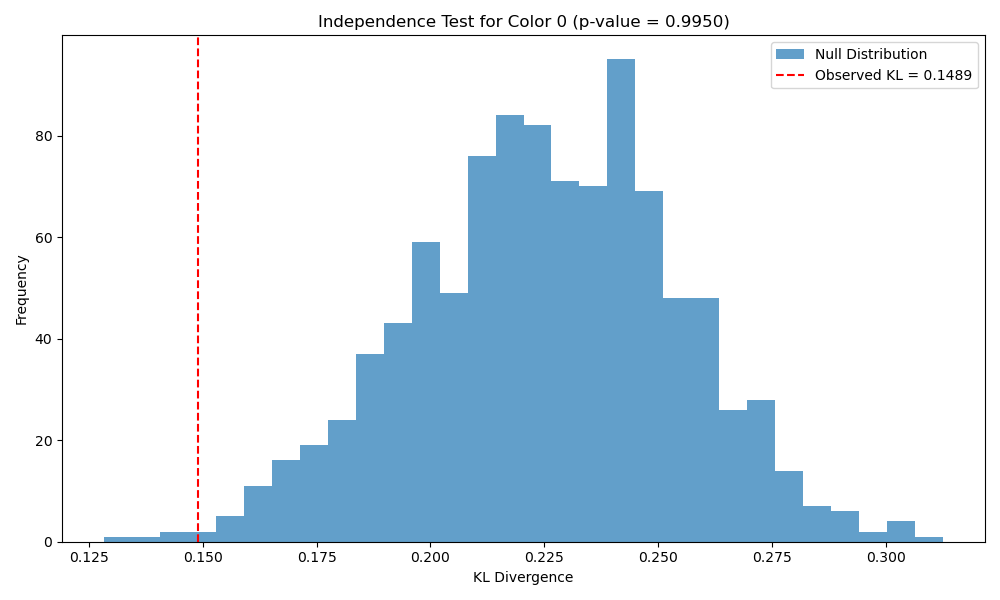 Independence Test for Color 0 (p-value = 0.9950)
Null Distribution
Observed KL = 0.1489
Frequency
80
60
40
20
0
0.125 0.150 0.175 0.200 0.225 0.250 0.275 0.300
KL Divergence